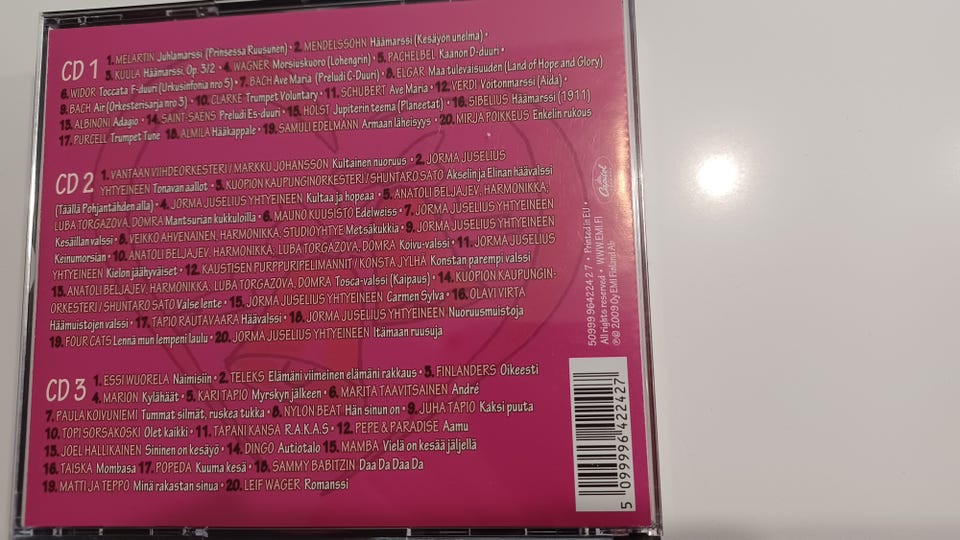 CD 1
1. MELARTIN Juhlamarssi (Prinsessa Ruusunen) • 2. MENDELSSOHN Häämarssi (Kesäyön unelma) •
3. KUULA Häämarssi Op. 3/2 • 4. WAGNER Morsiuskuoro (Lohengrin) • 5. PACHELBEL Kaanon D-duuri •
6. WIDOR Toccata F-duuri (Urkusinfonia nro 5) • 7. BACH Ave Maria (Preludi C-Duuri) • 8. ELGAR Maa tulevaisuuden (Land of Hope and Glory)
9. BACH Air (Orkesterisarja nro 3) • 10. CLARKE Trumpet Voluntary • 11. SCHUBERT Ave Maria • 12. VERDI Voitonmarssi (Aida) •
13. ALBINONI Adagio • 14. SAINT-SAENS Preludi Es-duuri • 15. HOLST Jupiterin teema (Planeetat) • 16. SIBELIUS Häämarssi (1911)
17. PURCELL Trumpet Tune 18. ALMILA Hääkappale • 19. SAMULI EDELMANN Armaan läheisyys • 20. MIRJA POIKKEUS Enkelin rukous
CD 2
1. VANTAAN VIIHDEORKESTERI / MARKKU JOHANSSON Kultainen nuoruus • 2. JORMA JUSELIUS
YHTYEINEEN Tonavan aallot • 3. KUOPION KAUPUNGINORKESTERI / SHUNTARO SATO Akselin ja Elinan häävalssi
(Täällä Pohjantähden alla) • 4. JORMA JUSELIUS YHTYEINEEN Kultaa ja hopeaa • 5. ANATOLI BELJAJEV, HARMONIKKA;
LUBA TORGAZOVA, DOMRA Mantsurian kukkuloilla • 6. MAUNO KUUSISTO Edelweiss • 7. JORMA JUSELIUS YHTYEINEEN
Kesäillan valssi • 8. VEIKKO AHVENAINEN, HARMONIKKA, STUDIOYHTYE Metsäkukkia • 9. JORMA JUSELIUS YHTYEINEEN
Keinumorsian • 10. ANATOLI BELJAJEV, HARMONIKKA; LUBA TORGAZOVA, DOMRA Koivu-valssi • 11. JORMA JUSELIUS
YHTYEINEEN Kielon jäähyväiset • 12. KAUSTISEN PURPPURIPELIMANNIT / KONSTA JYLHÄ Konstan parempi valssi
13. ANATOLI BELJAJEV, HARMONIKKA, LUBA TORGAZOVA, DOMRA Tosca-valssi (Kaipaus) • 14. KUOPION KAUPUNGIN-
ORKESTERI / SHUNTARO SATO Valse lente • 15. JORMA JUSELIUS YHTYEINEEN Carmen Sylva • 16. OLAVI VIRTA
Häämuistojen valssi • 17. TAPIO RAUTAVAARA Häävalssi • 18. JORMA JUSELIUS YHTYEINEEN Nuoruusmuistoja
19. FOUR CATS Lennä mun lempeni laulu • 20. JORMA JUSELIUS YHTYEINEEN Itämaan ruusuja
CD 3
1. ESSI WUORELA Naimisiin • 2. TELEKS Elämäni viimeinen elämäni rakkaus • 3. FINLANDERS Oikeesti
4. MARION Kylähäät • 5. KARI TAPIO Myrskyn jälkeen • 6. MARITA TAAVITSAINEN André
7. PAULA KOIVUNIEMI Tummat silmät, ruskea tukka • 8. NYLON BEAT Hän sinun on • 9. JUHA TAPIO Kaksi puuta
10. TOPI SORSAKOSKI Olet kaikki • 11. TAPANI KANSA R.A.K.A.S • 12. PEPE & PARADISE Aamu
13. JOEL HALLIKAINEN Sininen on kesäyö • 14. DINGO Autiotalo 15. MAMBA Vielä on kesää jäljellä
16. TAISKA Mombasa 17. POPEDA Kuuma kesä • 18. SAMMY BABITZIN Daa Da Daa Da
19. MATTI JA TEPPO Minä rakastan sinua • 20. LEIF WAGER Romanssi
5099996422427 • Printed in EU •
All rights reserved • WWW.EMI.FI
℗© 2009 Oy EMI Finland Ab
Capitol
5 099996 422427